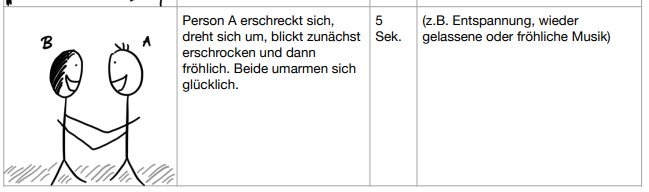 B
A
Person A erschreckt sich,
dreht sich um, blickt zunächst
erschrocken und dann
fröhlich. Beide umarmen sich
glücklich.
5
Sek.
(z.B. Entspannung, wieder
gelassene oder fröhliche Musik)